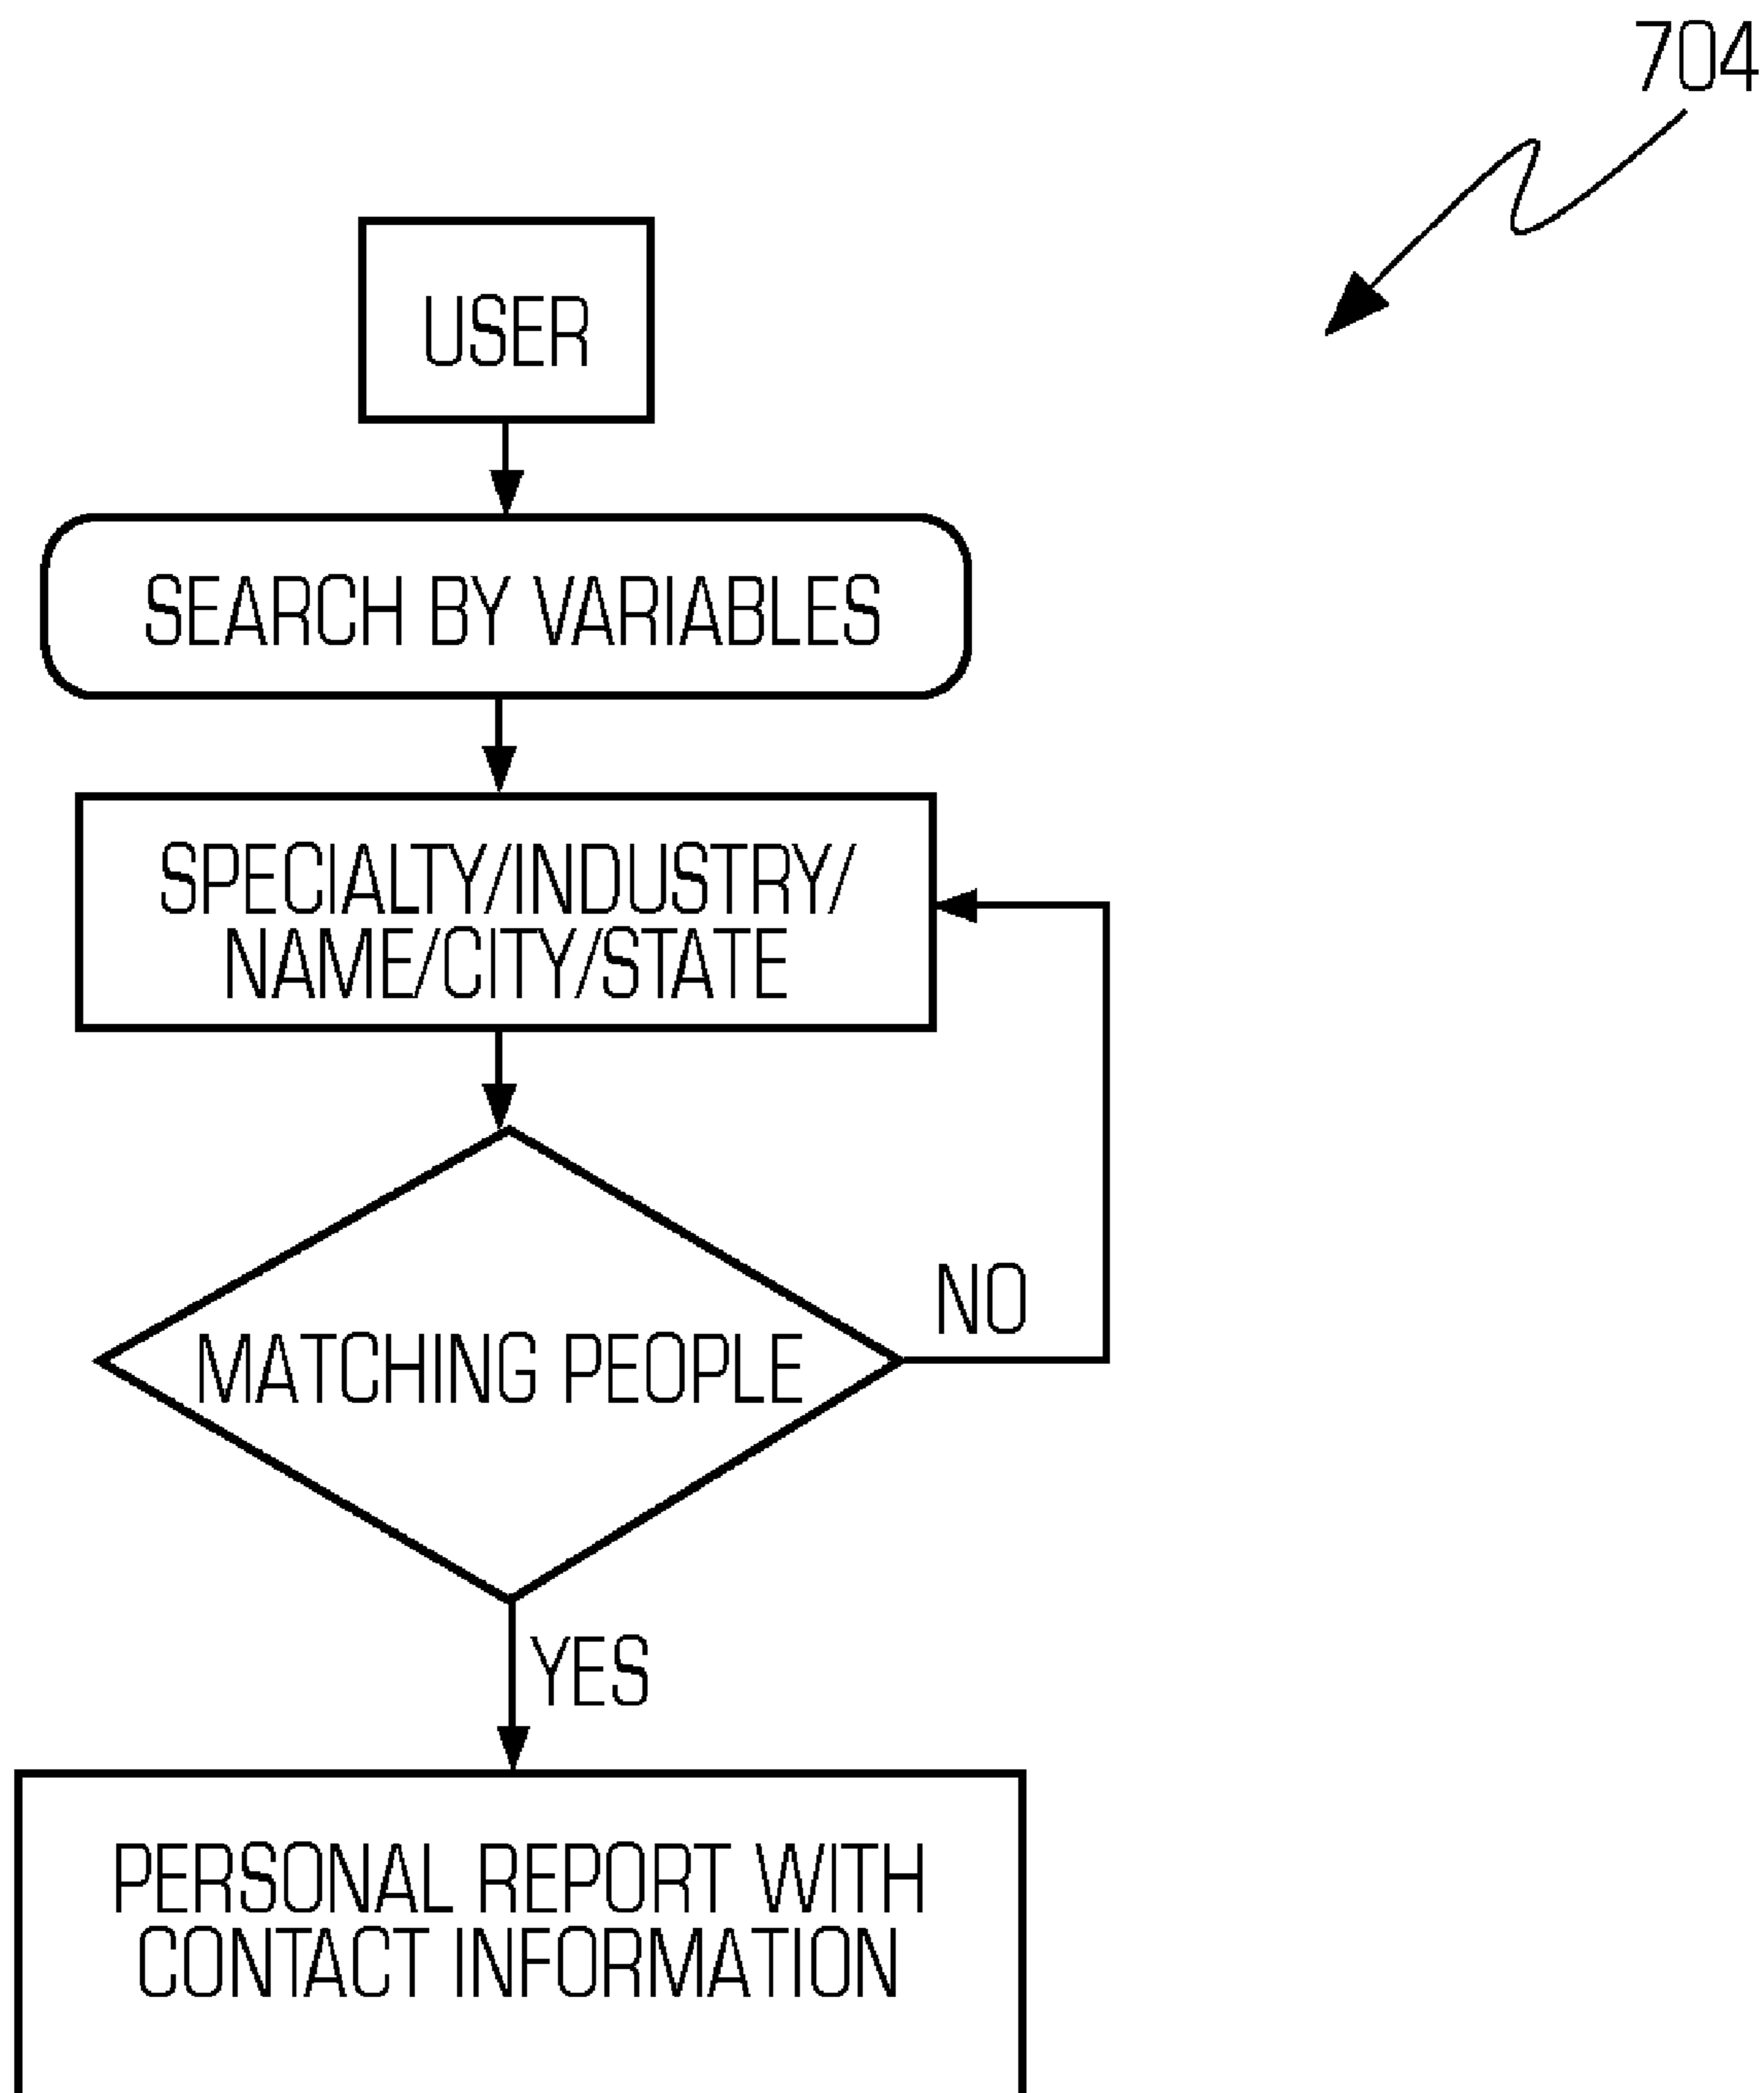 704
USER
SEARCH BY VARIABLES
SPECIALTY/INDUSTRY/
NAME/CITY/STATE
MATCHING PEOPLE
NO
YES
PERSONAL REPORT WITH
CONTACT INFORMATION